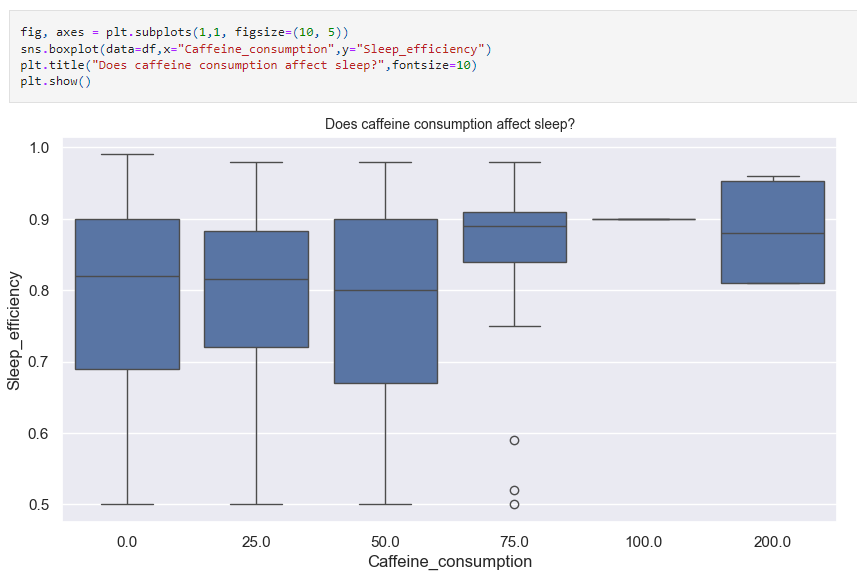 fig, axes = plt.subplots(1,1, figsize=(10, 5))
sns.boxplot(data=df,x="Caffeine_consumption",y="Sleep_efficiency")
plt.title("Does caffeine consumption affect sleep?",fontsize=10)
plt.show()
Does caffeine consumption affect sleep?
1.0
0.9
0.8
0.7
0.6
0.5
Sleep_efficiency
0.0 25.0 50.0 75.0 100.0 200.0
Caffeine_consumption